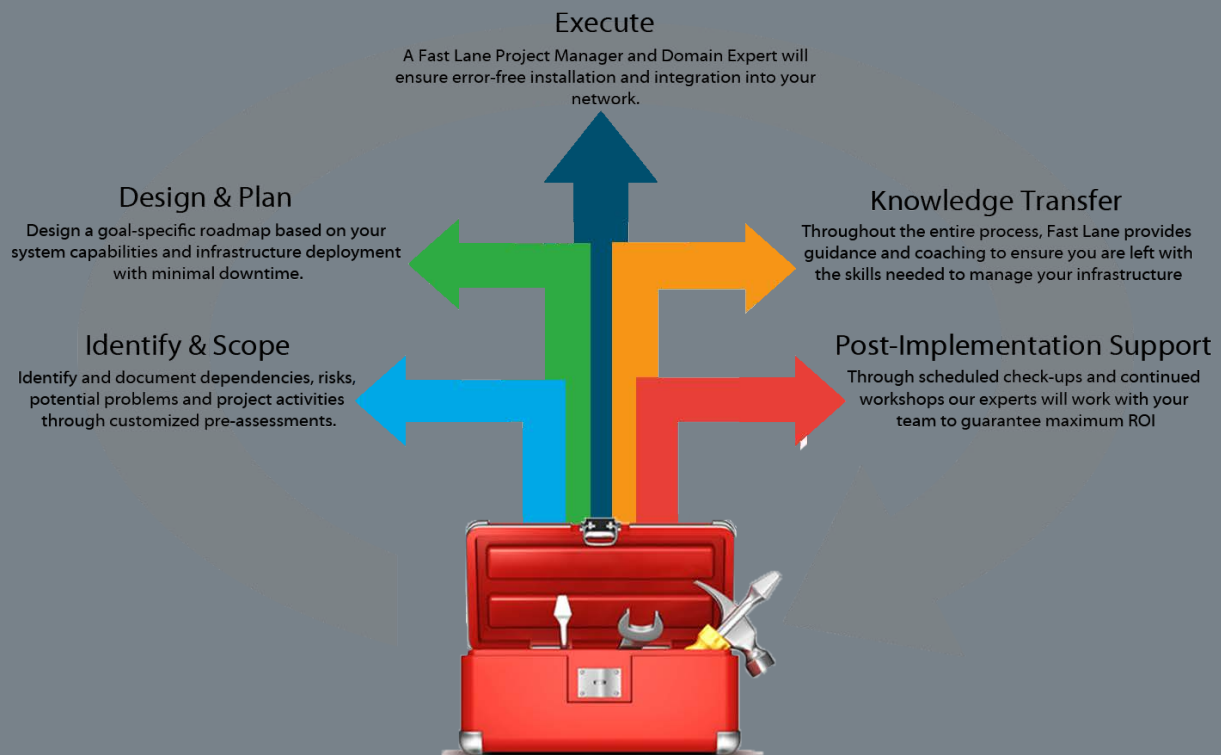 Execute
A Fast Lane Project Manager and Domain Expert will
ensure error-free installation and integration into your
network.
Design & Plan
Design a goal-specific roadmap based on your
system capabilities and infrastructure deployment
with minimal downtime.
Knowledge Transfer
Throughout the entire process, Fast Lane provides
guidance and coaching to ensure you are left with
the skills needed to manage your infrastructure
Identify & Scope
Identify and document dependencies, risks,
potential problems and project activities
through customized pre-assessments.
Post-Implementation Support
Through scheduled check-ups and continued
workshops our experts will work with your
team to guarantee maximum ROI